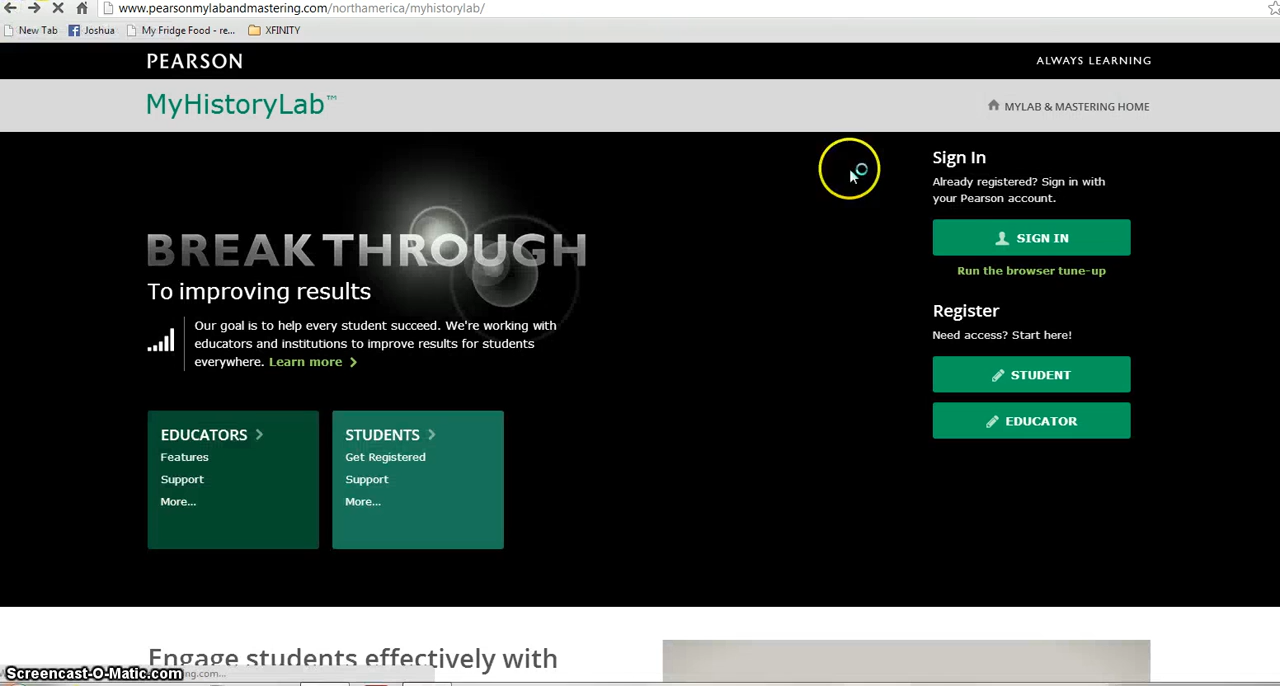 www.pearsonmylabandmastering.com/northamerica/myhistorylab/
New Tab Joshua My Fridge Food - re... XFINITY
PEARSON ALWAYS LEARNING
MyHistoryLab™ MYLAB & MASTERING HOME
BREAKTHROUGH
To improving results
Our goal is to help every student succeed. We're working with
educators and institutions to improve results for students
everywhere. Learn more
EDUCATORS
Features
Support
More...
STUDENTS
Get Registered
Support
More...
Sign In
Already registered? Sign in with
your Pearson account.
SIGN IN
Run the browser tune-up
Register
Need access? Start here!
STUDENT
EDUCATOR
Engage students effectively with
Screencast-O-Matic.com